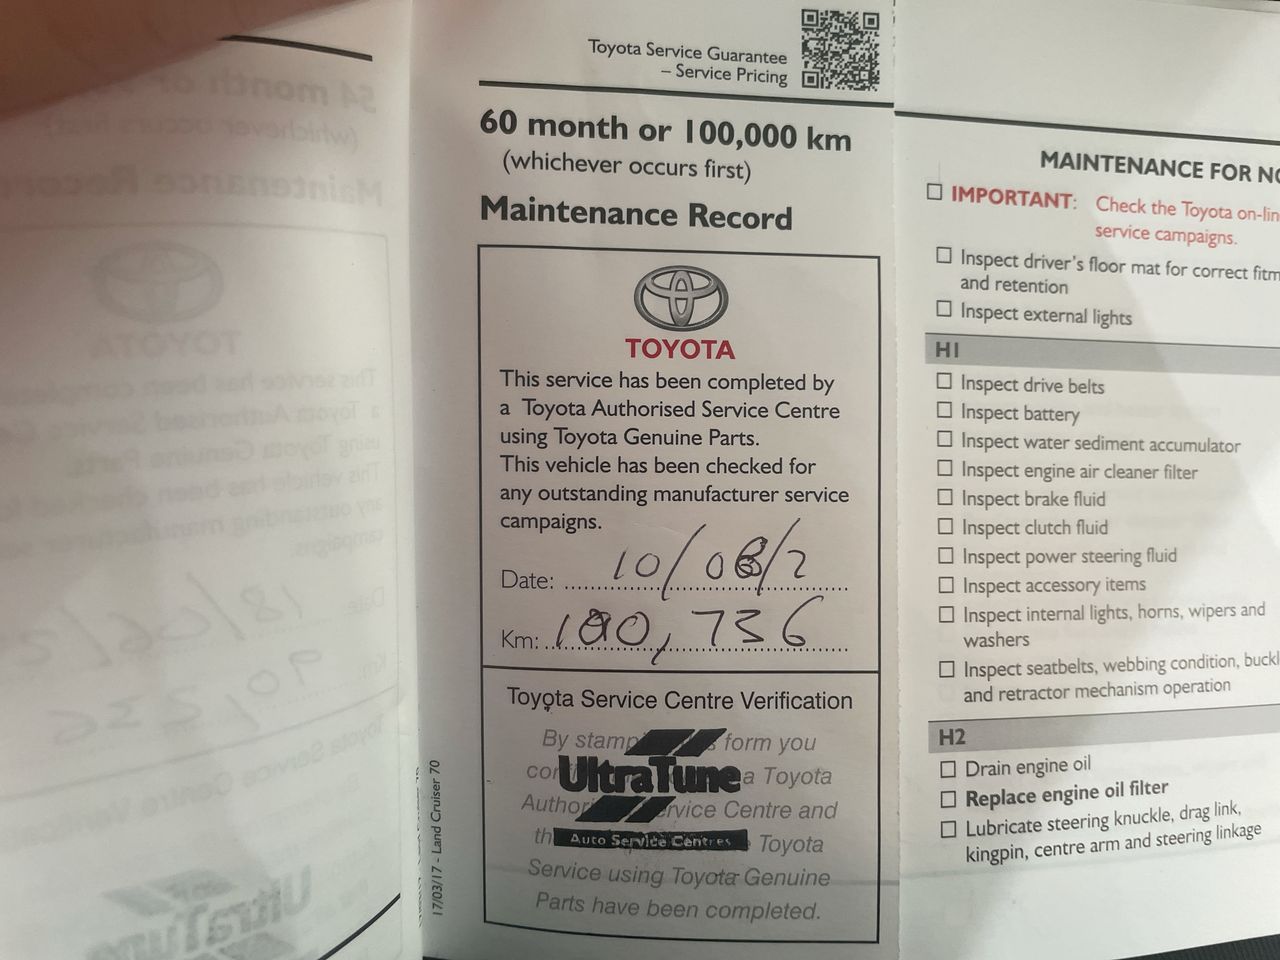 Toyota Service Guarantee
– Service Pricing
60 month or 100,000 km
(whichever occurs first)
Maintenance Record
TOYOTA
This service has been completed by
a Toyota Authorised Service Centre
using Toyota Genuine Parts.
This vehicle has been checked for
any outstanding manufacturer service
campaigns.
Date: 10/08/2
Km: 100,736
Toyota Service Centre Verification
By form you
a Toyota
Service Centre and
Toyota
Service using Toyota Genuine
Parts have been completed.
UltraTune
Auto Service Centres
17/03/17 - Land Cruiser 70
MAINTENANCE FOR
IMPORTANT: Check the Toyota
service campaigns.
Inspect driver's floor mat for correct
and retention
Inspect external lights
H1
Inspect drive belts
Inspect battery
Inspect water sediment accumulator
Inspect engine air cleaner filter
Inspect brake fluid
Inspect clutch fluid
Inspect power steering fluid
Inspect accessory items
Inspect internal lights, horns, wipers and
washers
Inspect seatbelts, webbing condition,
and retractor mechanism operation
H2
Drain engine oil
Replace engine oil filter
Lubricate steering knuckle, drag link,
kingpin, centre arm and steering linkage